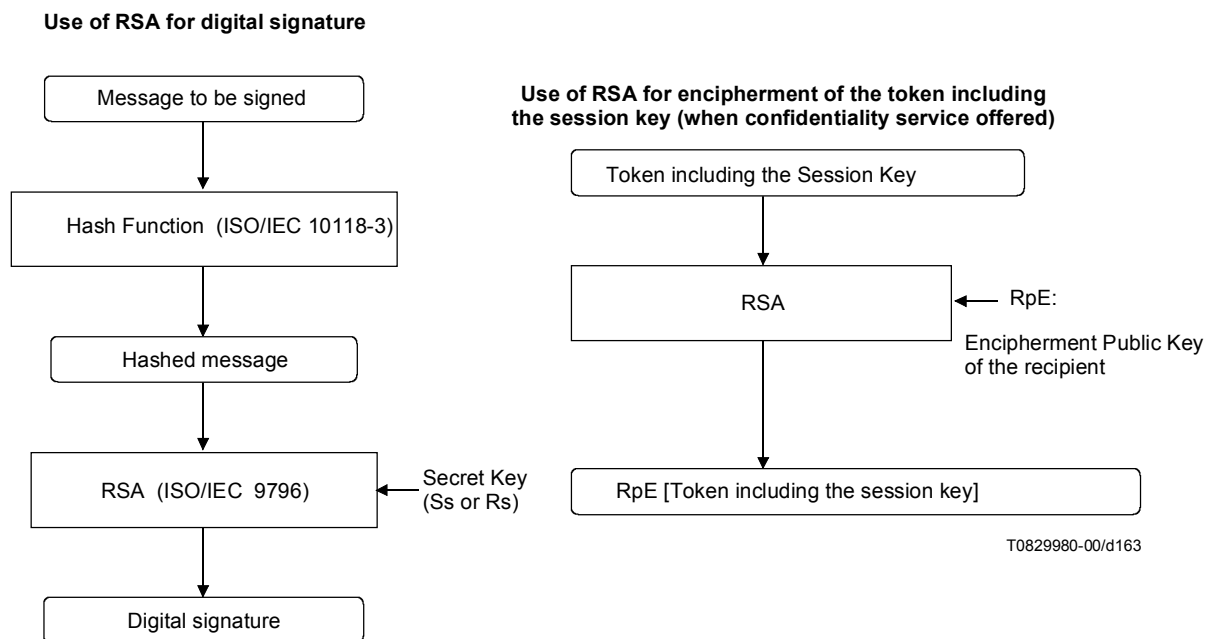 Use of RSA for digital signature
Message to be signed
Hash Function (ISO/IEC 10118-3)
Hashed message
RSA (ISO/IEC 9796)
Secret Key
(Ss or Rs)
Digital signature
Use of RSA for encipherment of the token including
the session key (when confidentiality service offered)
Token including the Session Key
RSA
RpE:
Encipherment Public Key
of the recipient
RpE [Token including the session key]
T0829980-00/d163